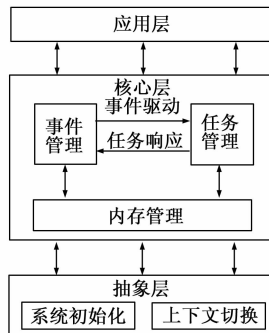 应用层
核心层
事件驱动
事件
管理
任务响应
任务
管理
内存管理
抽象层
系统初始化
上下文切换